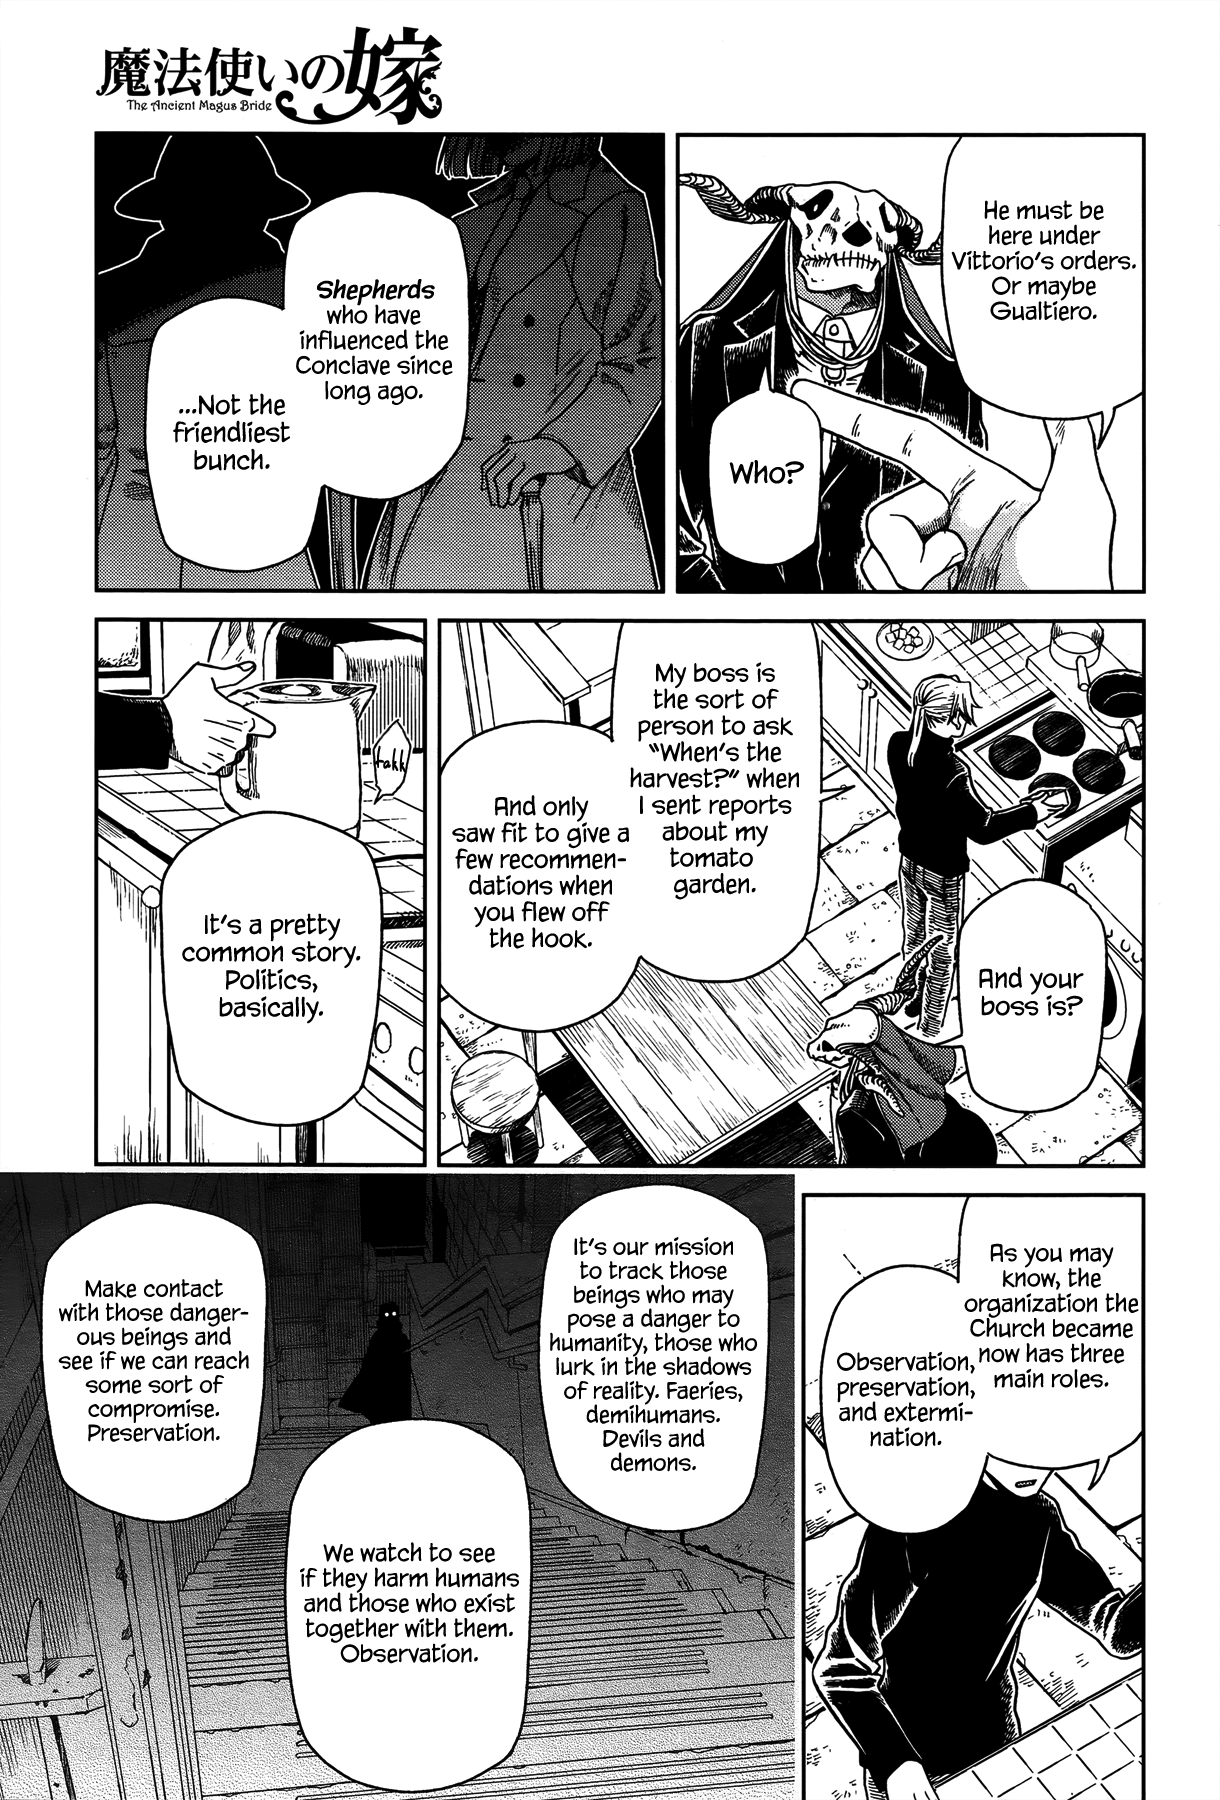 魔法使いの嫁
The Ancient Magus Bride
He must be
here under
Vittorio's orders.
Or maybe
Gualtiero.
Who?
Shepherds
who have
influenced the
Conclave since
long ago.
...Not the
friendliest
bunch.
And your
boss is?
My boss is
the sort of
person to ask
"When's the
harvest?" when
I sent reports
about my
tomato
garden.
And only
saw fit to give a
few recommen-
dations when
you flew off
the hook.
takk
It's a pretty
common story.
Politics,
basically.
As you may
know, the
organization the
Church became
now has three
main roles.
Observation,
preservation,
and extermi-
nation.
It's our mission
to track those
beings who may
pose a danger to
humanity, those who
lurk in the shadows
of reality. Faeries,
demihumans.
Devils and
demons.
We watch to see
if they harm humans
and those who exist
together with them.
Observation.
Make contact
with those danger-
ous beings and
see if we can reach
some sort of
compromise.
Preservation.